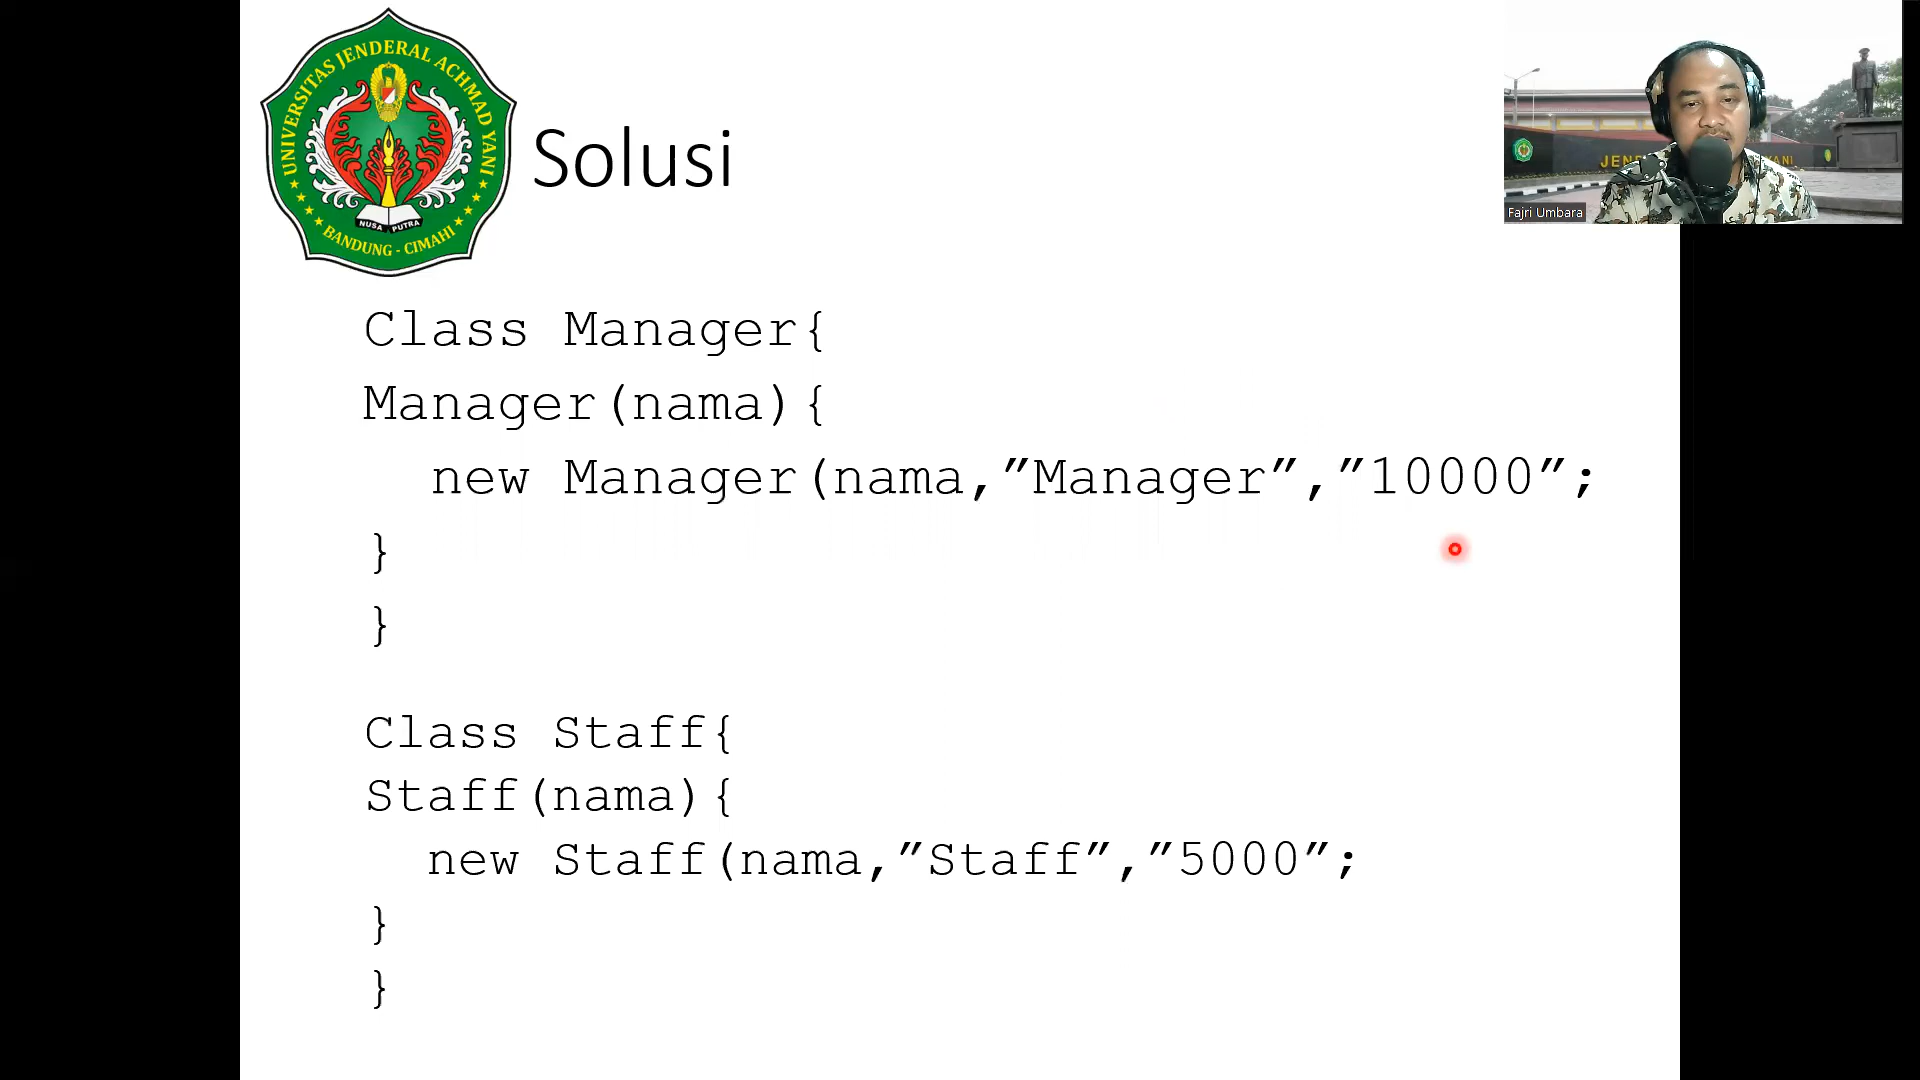 UNIVERSITAS JENDERAL ACHMAD YANI
NUSA PUTRA
BANDUNG - CIMAHI
Solusi
Fajri Umbara
Class Manager{
Manager(nama){
new Manager(nama,”Manager”,”10000”;
}
}
Class Staff{
Staff(nama){
new Staff(nama,”Staff”,”5000”;
}
}